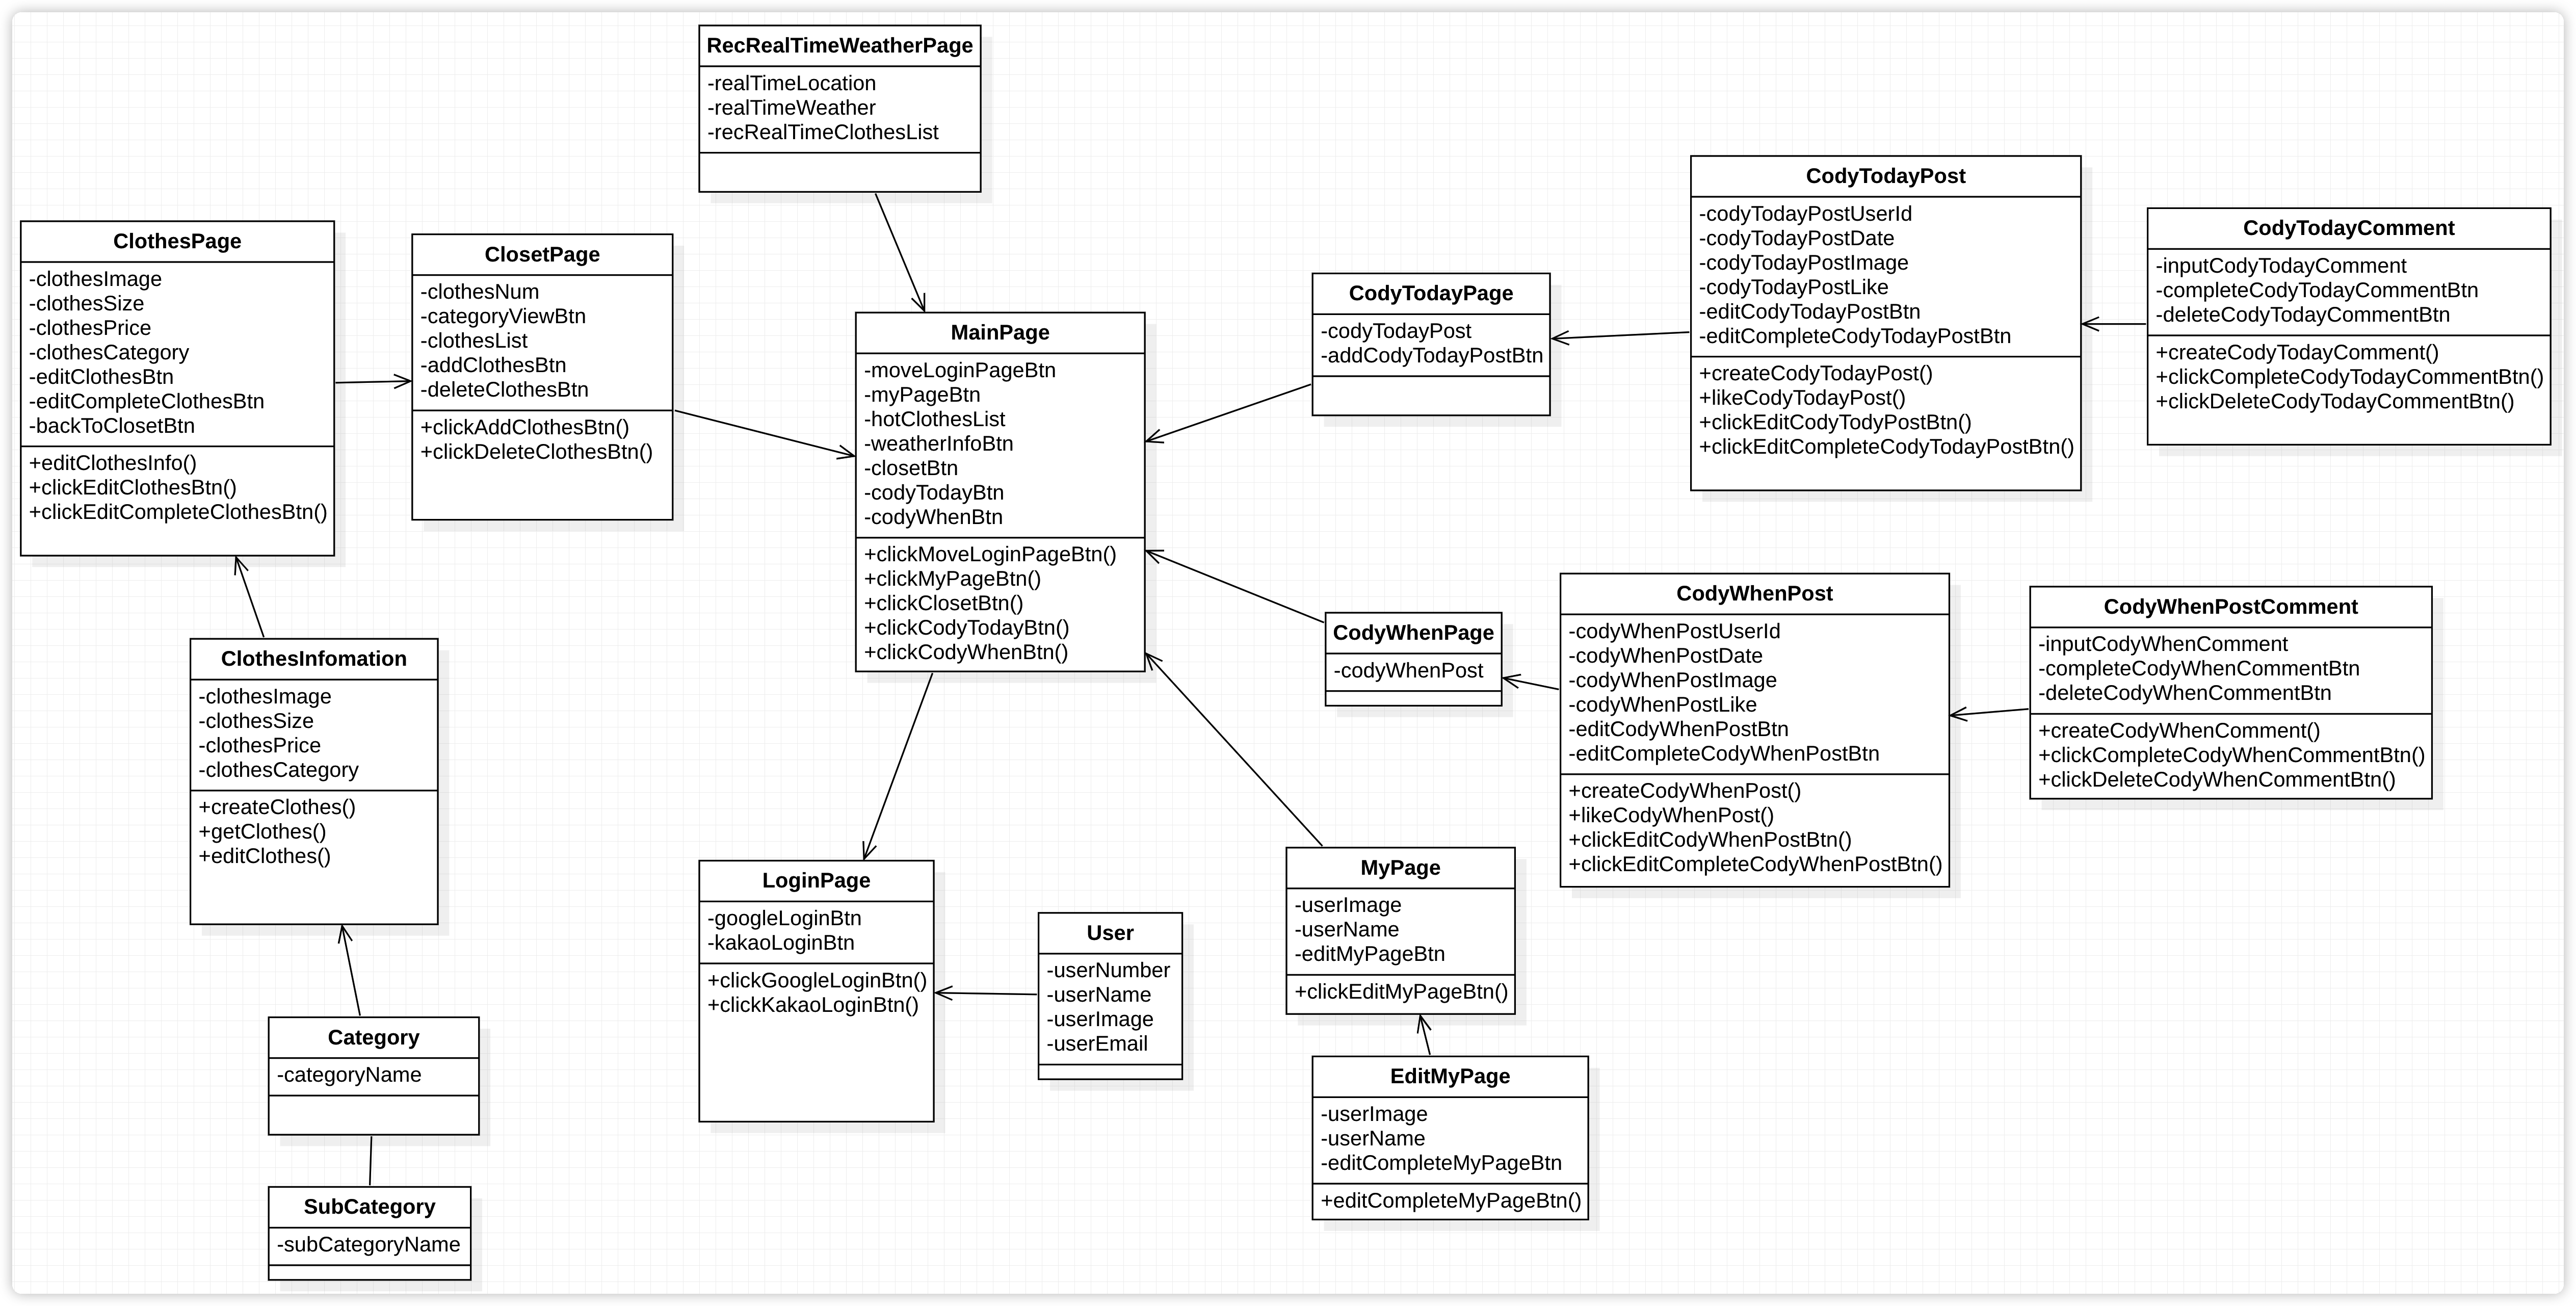 RecRealTimeWeatherPage
-realTimeLocation
-realTimeWeather
-recRealTimeClothesList
ClothesPage
-clothesImage
-clothesSize
-clothesPrice
-clothesCategory
-editClothesBtn
-editCompleteClothesBtn
-backToClosetBtn
+editClothesInfo()
+clickEditClothesBtn()
+clickEditCompleteClothesBtn()
ClosetPage
-clothesNum
-categoryViewBtn
-clothesList
-addClothesBtn
-deleteClothesBtn
+clickAddClothesBtn()
+clickDeleteClothesBtn()
MainPage
-moveLoginPageBtn
-myPageBtn
-hotClothesList
-weatherInfoBtn
-closetBtn
-codyTodayBtn
-codyWhenBtn
+clickMoveLoginPageBtn()
+clickMyPageBtn()
+clickClosetBtn()
+clickCodyTodayBtn()
+clickCodyWhenBtn()
CodyTodayPage
-codyTodayPost
-addCodyTodayPostBtn
CodyTodayPost
-codyTodayPostUserId
-codyTodayPostDate
-codyTodayPostImage
-codyTodayPostLike
-editCodyTodayPostBtn
-editCompleteCodyTodayPostBtn
+createCodyTodayPost()
+likeCodyTodayPost()
+clickEditCodyTodyPostBtn()
+clickEditCompleteCodyTodayPostBtn()
CodyTodayComment
-inputCodyTodayComment
-completeCodyTodayCommentBtn
-deleteCodyTodayCommentBtn
+createCodyTodayComment()
+clickCompleteCodyTodayCommentBtn()
+clickDeleteCodyTodayCommentBtn()
CodyWhenPage
-codyWhenPost
CodyWhenPost
-codyWhenPostUserId
-codyWhenPostDate
-codyWhenPostImage
-codyWhenPostLike
-editCodyWhenPostBtn
-editCompleteCodyWhenPostBtn
+createCodyWhenPost()
+likeCodyWhenPost()
+clickEditCodyWhenPostBtn()
+clickEditCompleteCodyWhenPostBtn()
CodyWhenPostComment
-inputCodyWhenComment
-completeCodyWhenCommentBtn
-deleteCodyWhenCommentBtn
+createCodyWhenComment()
+clickCompleteCodyWhenCommentBtn()
+clickDeleteCodyWhenCommentBtn()
ClothesInfomation
-clothesImage
-clothesSize
-clothesPrice
-clothesCategory
+createClothes()
+getClothes()
+editClothes()
LoginPage
-googleLoginBtn
-kakaoLoginBtn
+clickGoogleLoginBtn()
+clickKakaoLoginBtn()
User
-userNumber
-userName
-userImage
-userEmail
MyPage
-userImage
-userName
-editMyPageBtn
+clickEditMyPageBtn()
Category
-categoryName
EditMyPage
-userImage
-userName
-editCompleteMyPageBtn
+editCompleteMyPageBtn()
SubCategory
-subCategoryName